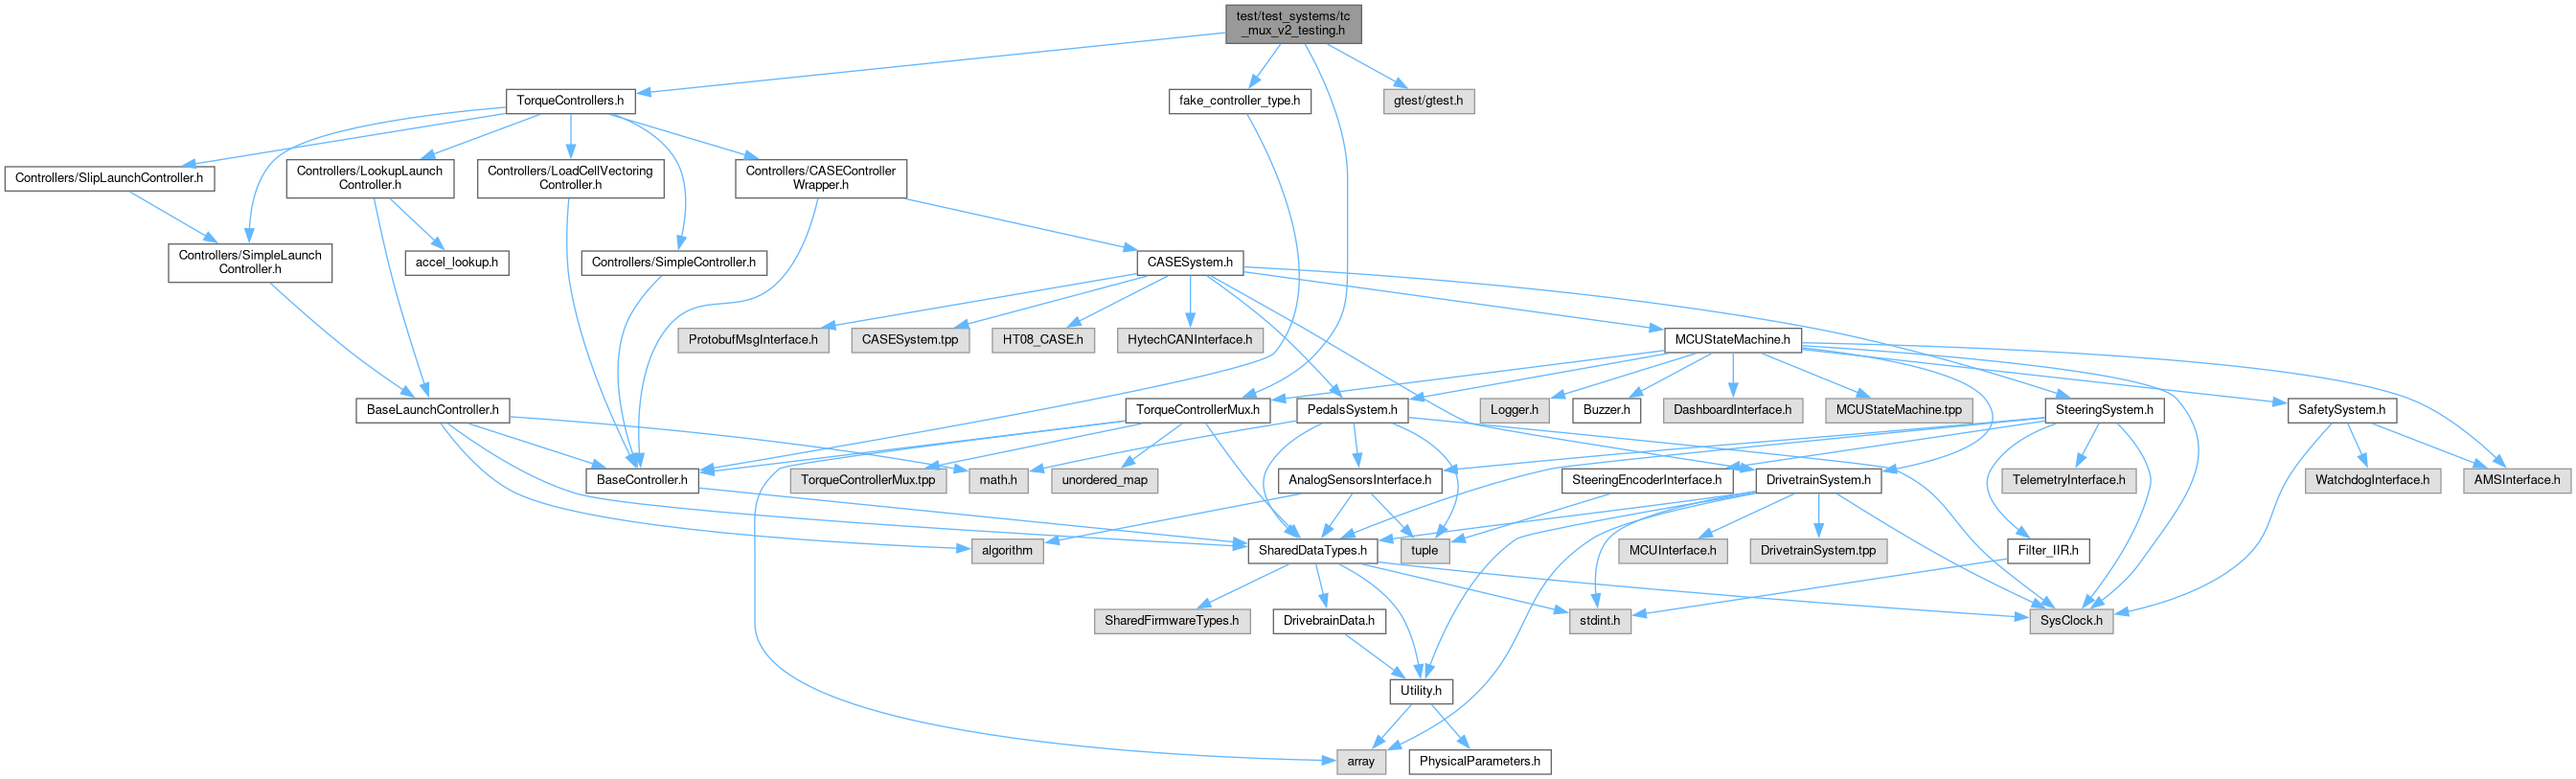 test/test_systems/tc
_mux_v2_testing.h
TorqueControllers.h
fake_controller_type.h
gtest/gtest.h
Controllers/SlipLaunchController.h
Controllers/LookupLaunch
Controller.h
Controllers/LoadCellVectoring
Controller.h
Controllers/CASEController
Wrapper.h
Controllers/SimpleLaunch
Controller.h
accel_lookup.h
Controllers/SimpleController.h
CASESystem.h
ProtobufMsgInterface.h
CASESystem.tpp
HT08_CASE.h
HytechCANInterface.h
MCUStateMachine.h
BaseLaunchController.h
TorqueControllerMux.h
PedalsSystem.h
Logger.h
Buzzer.h
DashboardInterface.h
MCUStateMachine.tpp
SteeringSystem.h
SafetySystem.h
BaseController.h
TorqueControllerMux.tpp
math.h
unordered_map
AnalogSensorsInterface.h
SteeringEncoderInterface.h
DrivetrainSystem.h
TelemetryInterface.h
WatchdogInterface.h
AMSInterface.h
algorithm
SharedDataTypes.h
tuple
MCUInterface.h
DrivetrainSystem.tpp
Filter_IIR.h
SharedFirmwareTypes.h
DrivebrainData.h
stdint.h
SysClock.h
Utility.h
array
PhysicalParameters.h